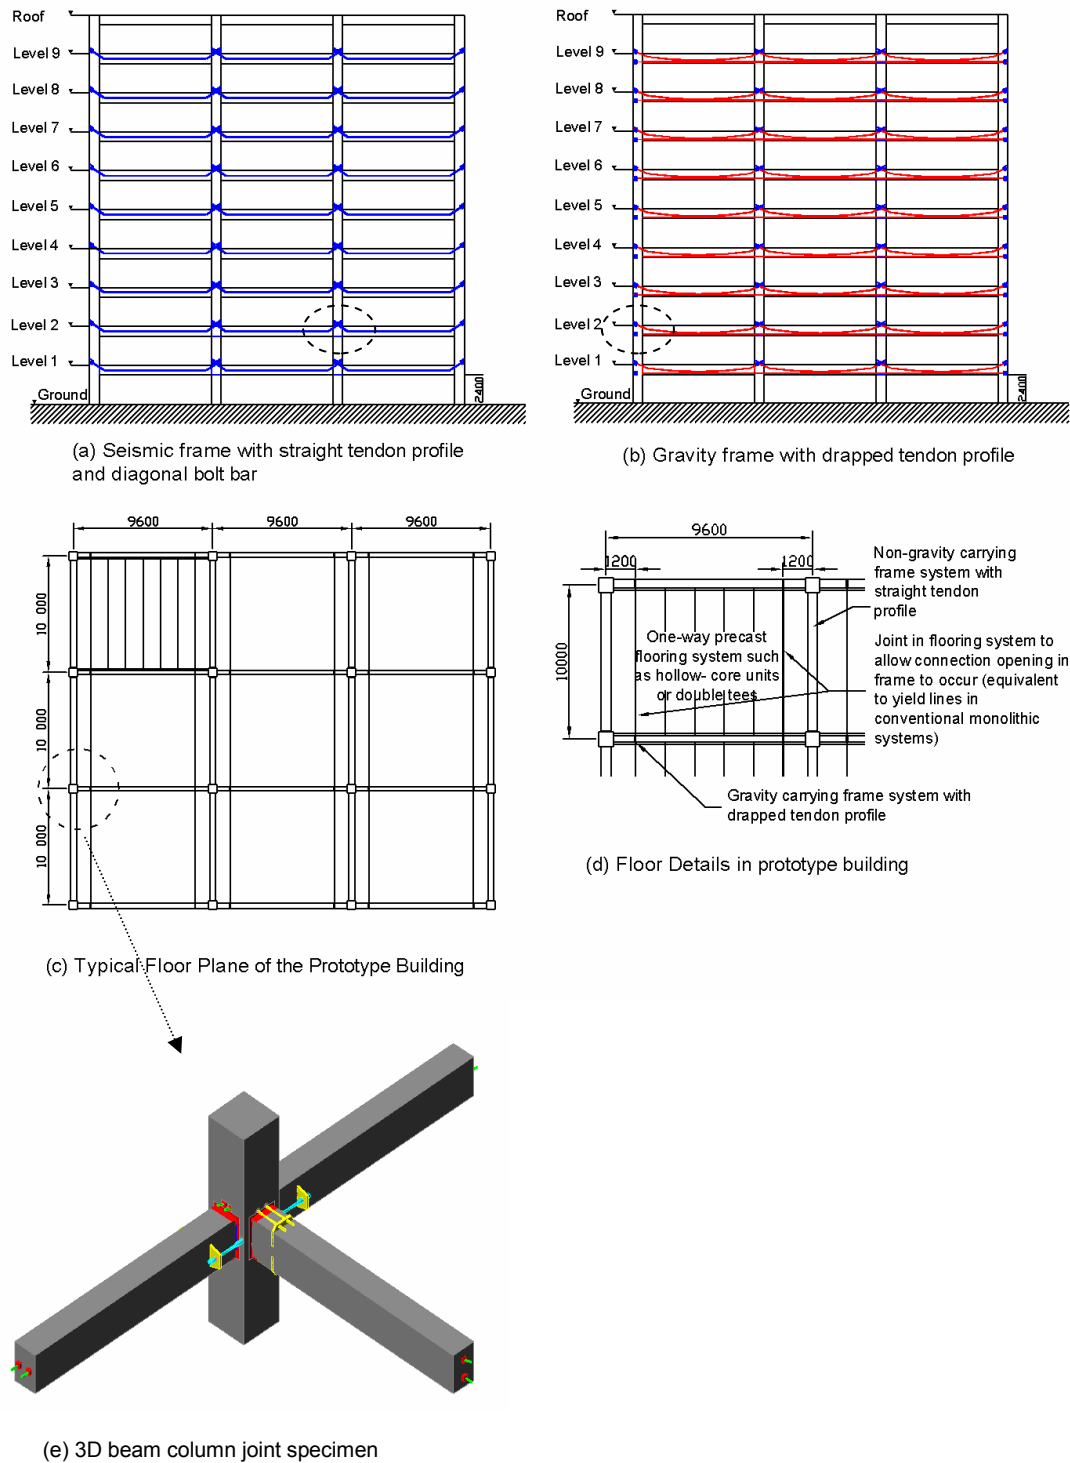 Roof
Level 9
Level 8
Level 7
Level 6
Level 5
Level 4
Level 3
Level 2
Level 1
Ground
2400
(a) Seismic frame with straight tendon profile
and diagonal bolt bar
Roof
Level 9
Level 8
Level 7
Level 6
Level 5
Level 4
Level 3
Level 2
Level 1
Ground
2400
(b) Gravity frame with drapped tendon profile
9600
9600
9600
10 000
10 000
10 000
(c) Typical Floor Plane of the Prototype Building
9600
1200
1200
10000
One-way precast
flooring system such
as hollow- core units
or double tees
Non-gravity carrying
frame system with
straight tendon
profile
Joint in flooring system to
allow connection opening in
frame to occur (equivalent
to yield lines in
conventional monolithic
systems)
Gravity carrying frame system with
drapped tendon profile
(d) Floor Details in prototype building
(e) 3D beam column joint specimen